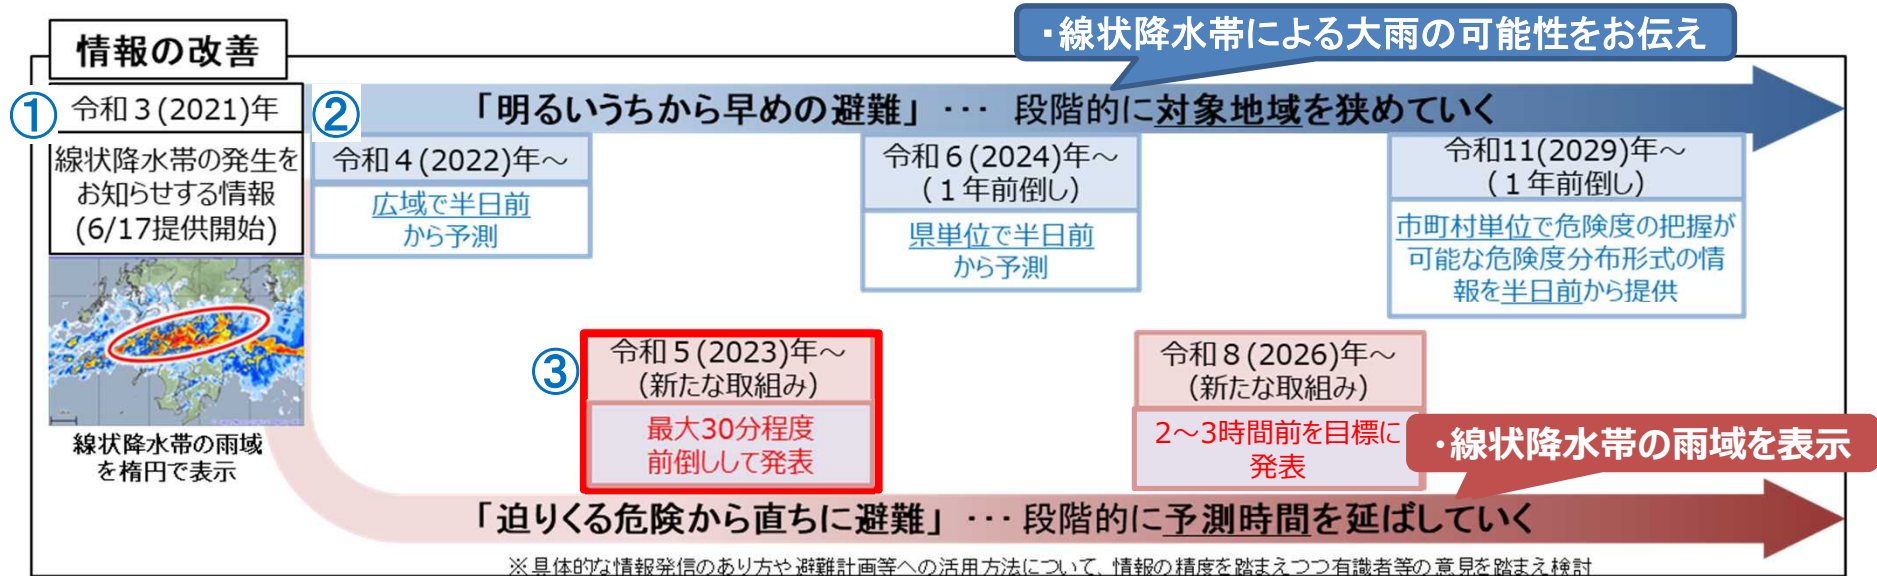 ・線状降水帯による大雨の可能性をお伝え
情報の改善
① 令和３(2021)年
線状降水帯の発生を
お知らせする情報
(6/17提供開始)
線状降水帯の雨域
を楕円で表示
②
「明るいうちから早めの避難」 ･･･ 段階的に対象地域を狭めていく
令和４(2022)年～
広域で半日前
から予測
令和６(2024)年～
(１年前倒し)
県単位で半日前
から予測
令和11(2029)年～
(１年前倒し)
市町村単位で危険度の把握が
可能な危険度分布形式の情
報を半日前から提供
③
令和５(2023)年～
(新たな取組み)
最大30分程度
前倒しして発表
令和８(2026)年～
(新たな取組み)
2～3時間前を目標に
発表
・線状降水帯の雨域を表示
「迫りくる危険から直ちに避難」 ･･･ 段階的に予測時間を延ばしていく
※具体的な情報発信のあり方や避難計画等への活用方法について、情報の精度を踏まえつつ有識者等の意見を踏まえ検討